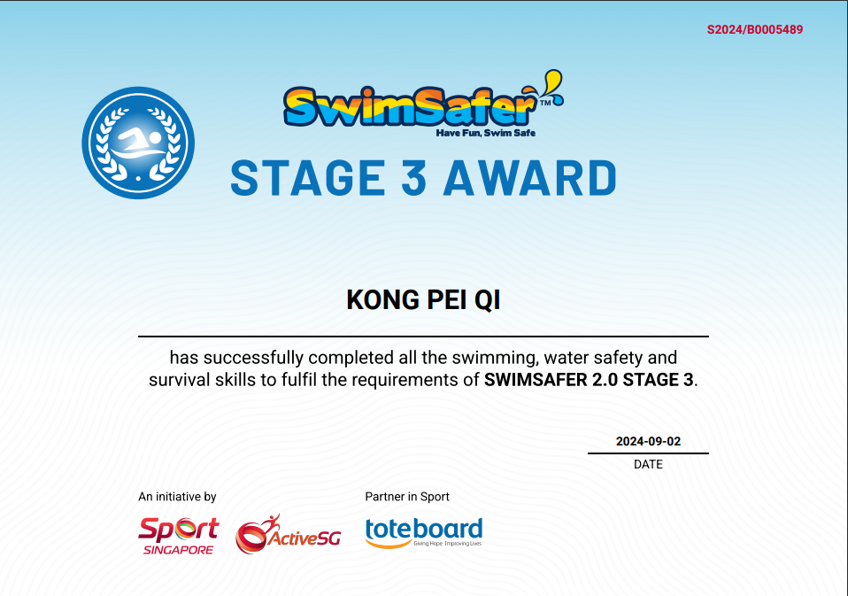 S2024/B0005489
SwimSafer™
Have Fun, Swim Safe
STAGE 3 AWARD
KONG PEI QI
has successfully completed all the swimming, water safety and
survival skills to fulfil the requirements of SWIMSAFER 2.0 STAGE 3.
2024-09-02
DATE
An initiative by
Partner in Sport
Sport
SINGAPORE
ActiveSG
toteboard
Giving Hope. Improving Lives.